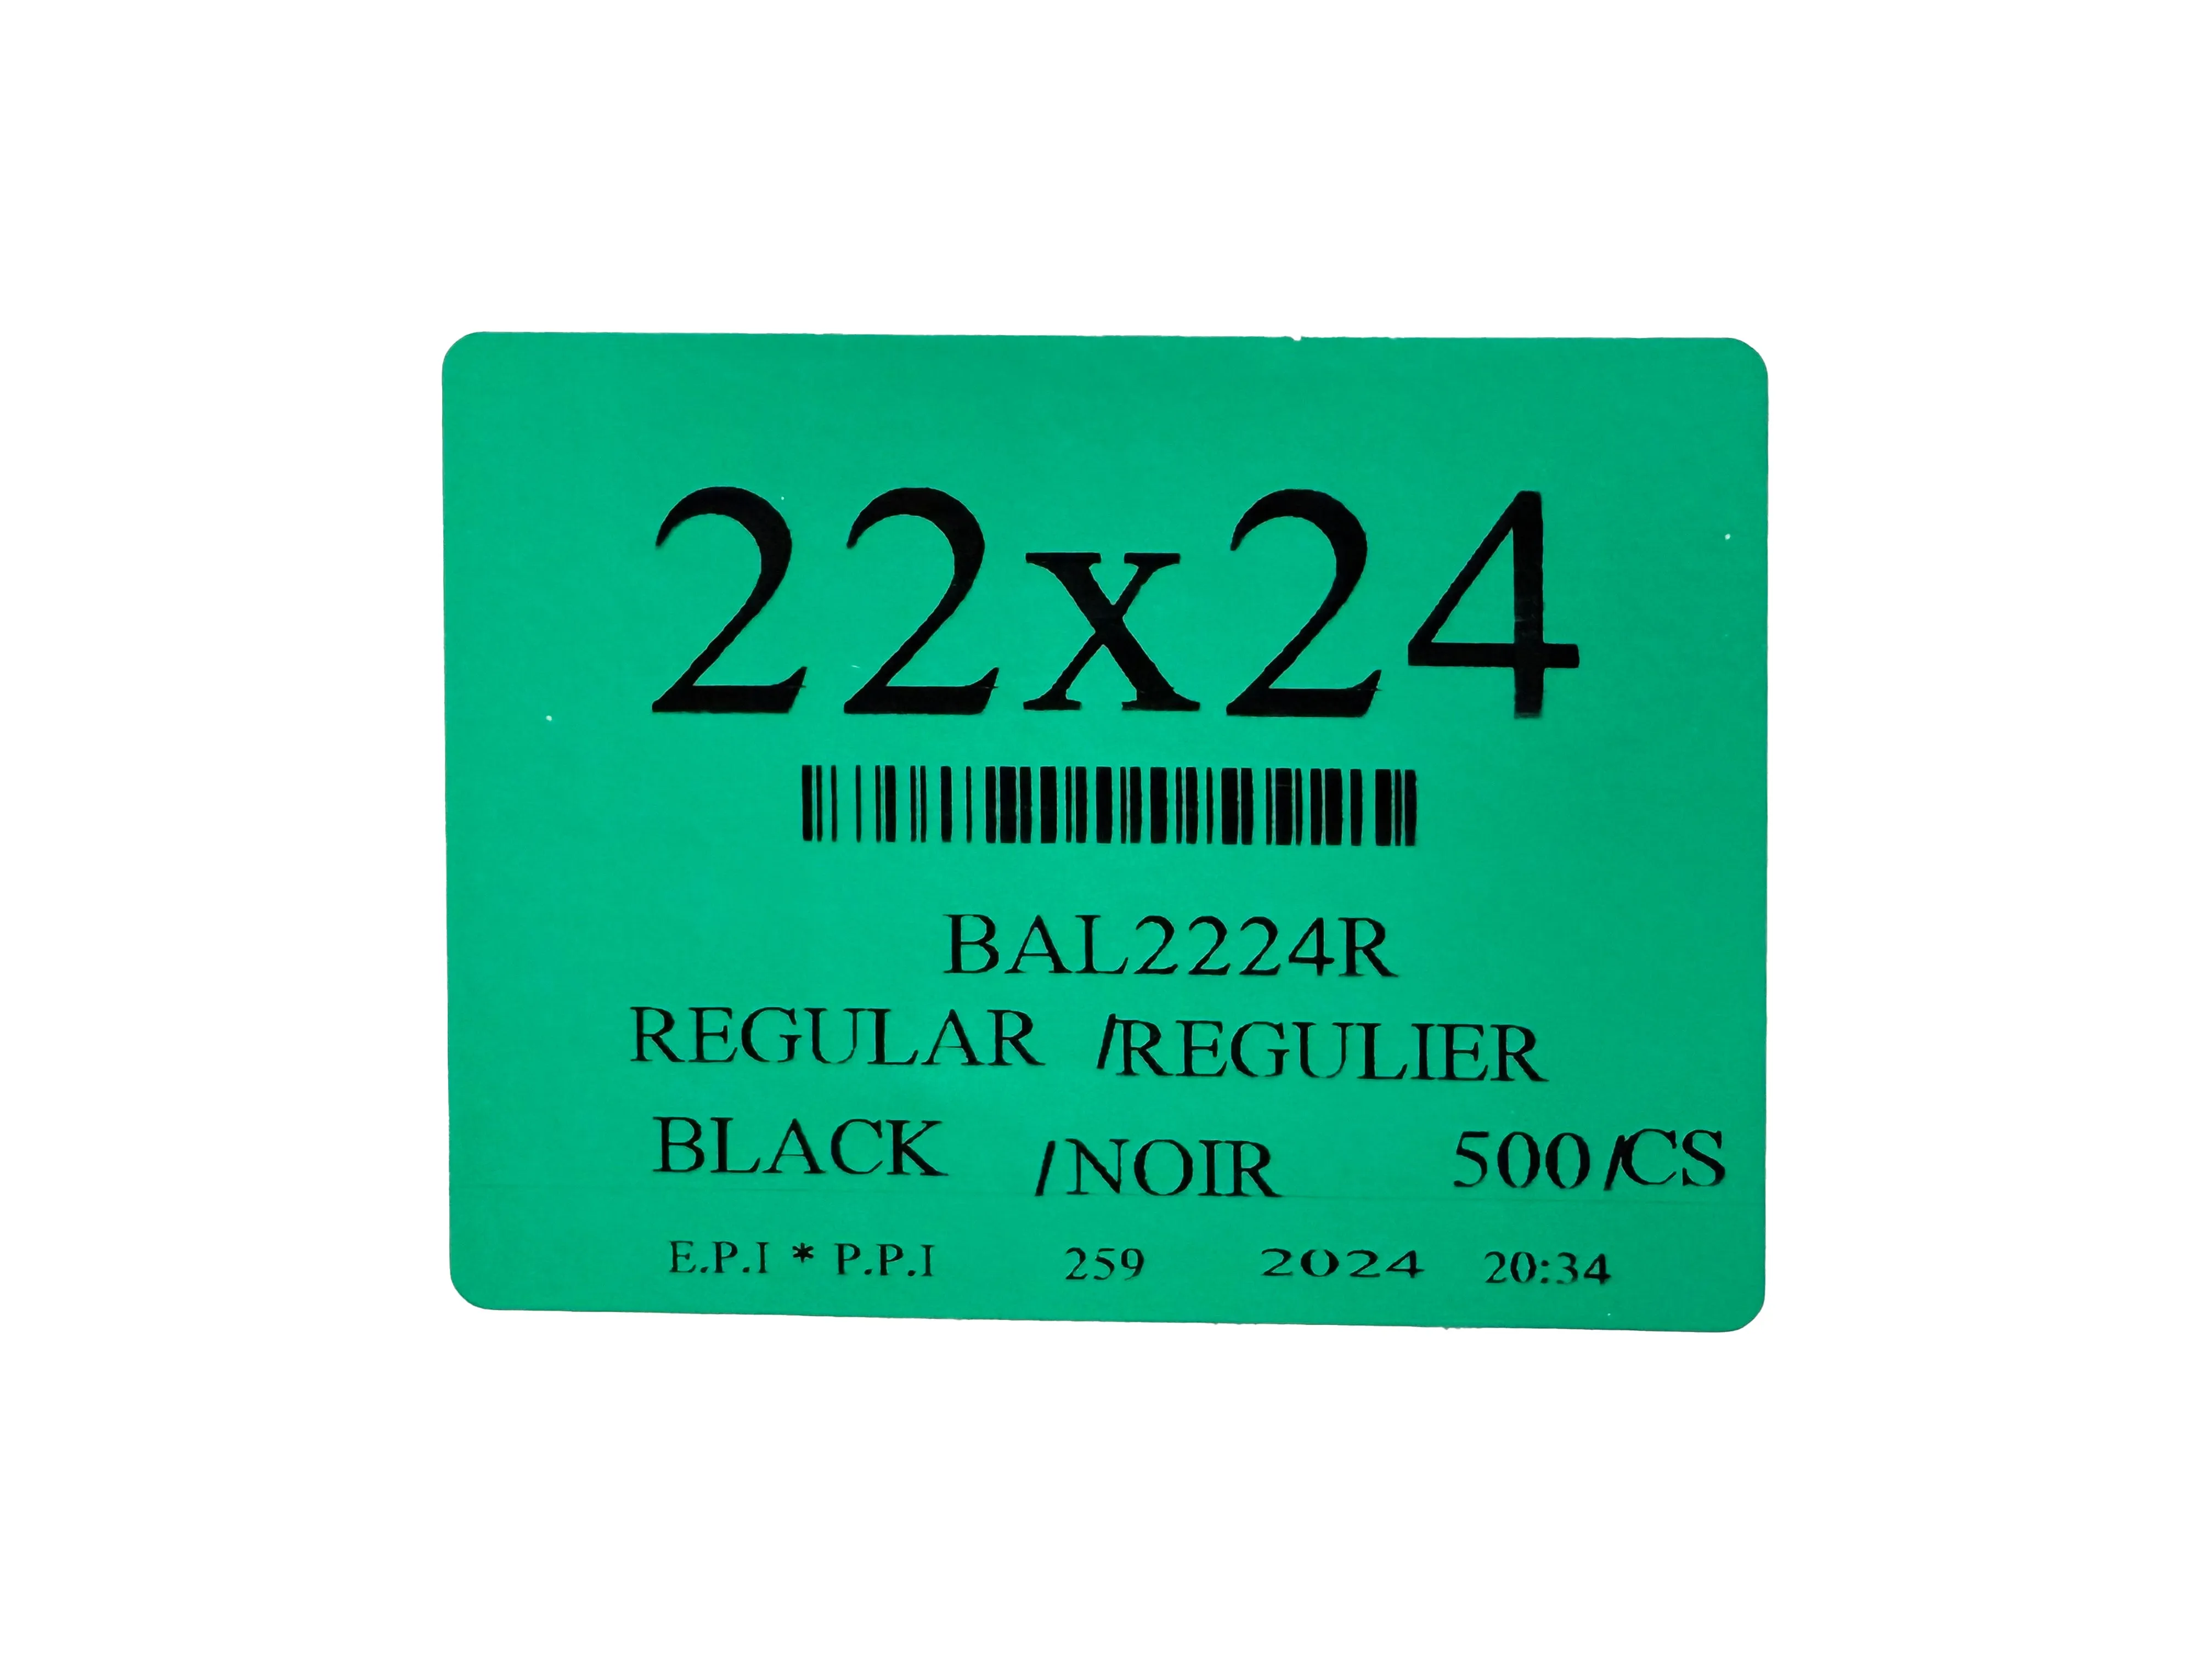 22x24
BAL2224R
REGULAR /REGULIER
BLACK /NOIR 500/CS
E.P.I * P.P.I 259 2024 20:34